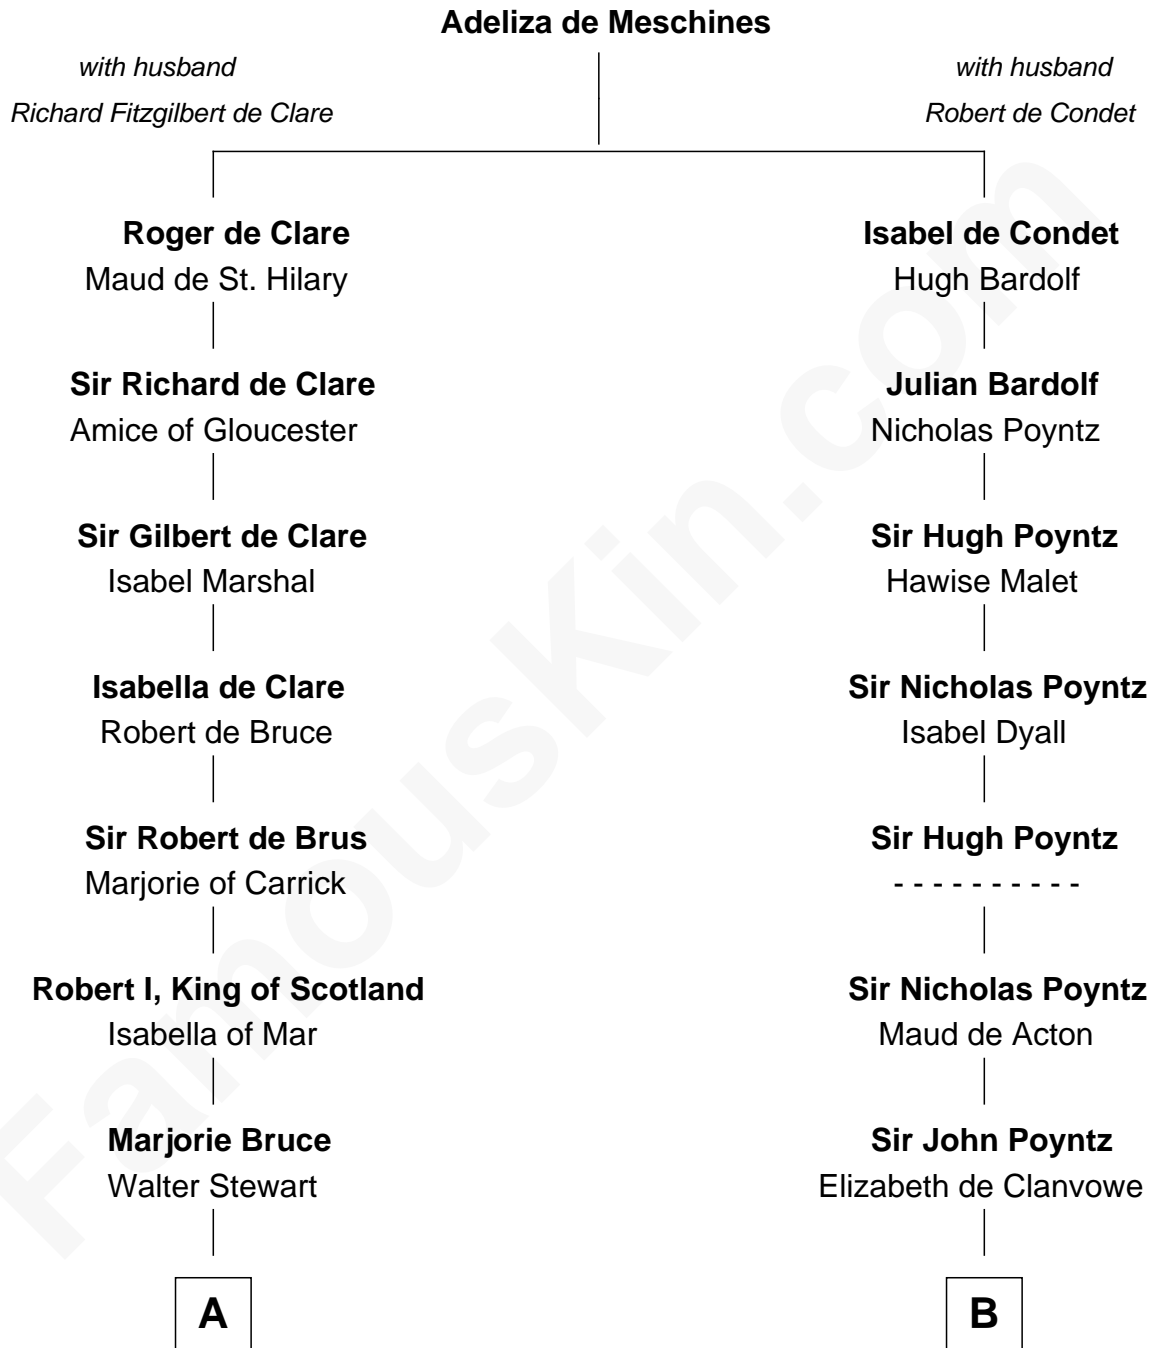 Adeliza de Meschines
with husband
Richard Fitzgilbert de Clare
with husband
Robert de Condet
Roger de Clare
Maud de St. Hilary
Isabel de Condet
Hugh Bardolf
Sir Richard de Clare
Amice of Gloucester
Julian Bardolf
Nicholas Poyntz
Sir Gilbert de Clare
Isabel Marshal
Sir Hugh Poyntz
Hawise Malet
Isabella de Clare
Robert de Bruce
Sir Nicholas Poyntz
Isabel Dyall
Sir Robert de Brus
Marjorie of Carrick
Sir Hugh Poyntz
- - - - - - - - - -
Robert I, King of Scotland
Isabella of Mar
Sir Nicholas Poyntz
Maud de Acton
Marjorie Bruce
Walter Stewart
Sir John Poyntz
Elizabeth de Clanvowe
A
B
FamousKin.com